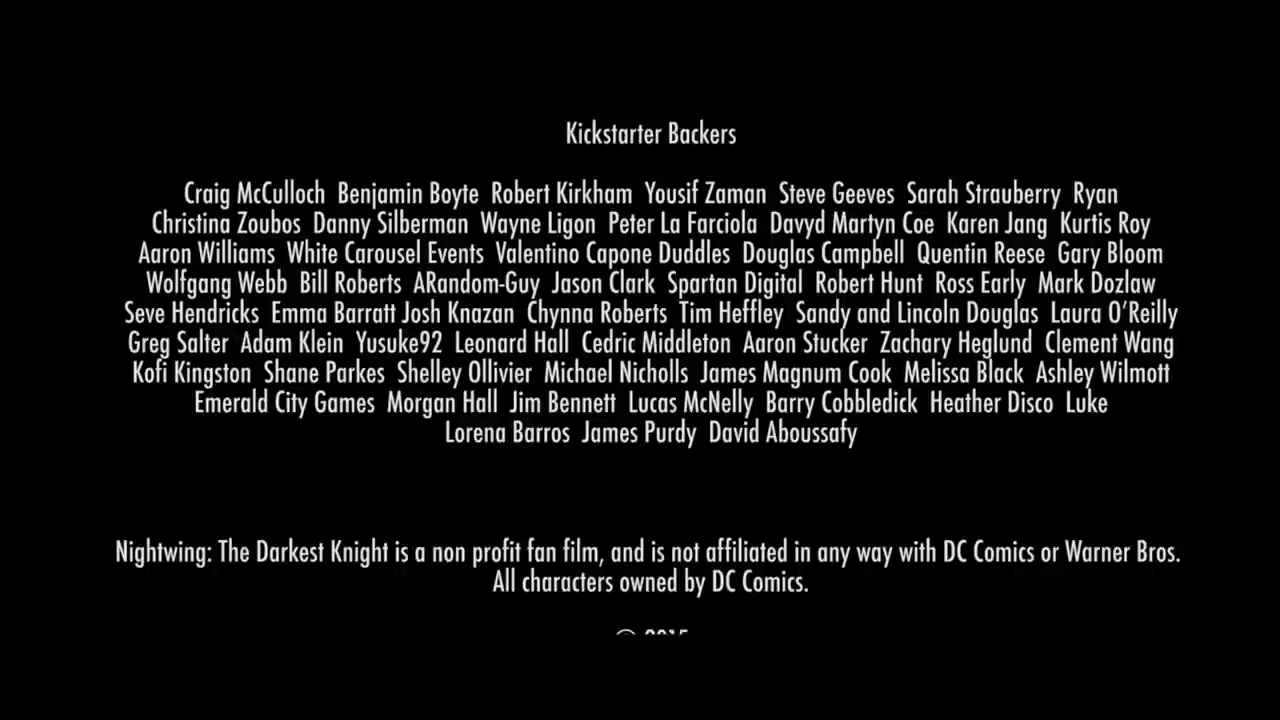 Kickstarter Backers
Craig McCulloch Benjamin Boyte Robert Kirkham Yousif Zaman Steve Geeves Sarah Strauberry Ryan
Christina Zoubos Danny Silberman Wayne Ligon Peter La Farciola Davyd Martyn Coe Karen Jang Kurtis Roy
Aaron Williams White Carousel Events Valentino Capone Duddles Douglas Campbell Quentin Reese Gary Bloom
Wolfgang Webb Bill Roberts ARandom-Guy Jason Clark Spartan Digital Robert Hunt Ross Early Mark Dozlaw
Seve Hendricks Emma Barratt Josh Knazan Chynna Roberts Tim Heffley Sandy and Lincoln Douglas Laura O'Reilly
Greg Salter Adam Klein Yusuke92 Leonard Hall Cedric Middleton Aaron Stucker Zachary Heglund Clement Wang
Kofi Kingston Shane Parkes Shelley Ollivier Michael Nicholls James Magnum Cook Melissa Black Ashley Wilmott
Emerald City Games Morgan Hall Jim Bennett Lucas McNelly Barry Cobbledick Heather Disco Luke
Lorena Barros James Purdy David Aboussafy
Nightwing: The Darkest Knight is a non profit fan film, and is not affiliated in any way with DC Comics or Warner Bros.
All characters owned by DC Comics.
© 2015